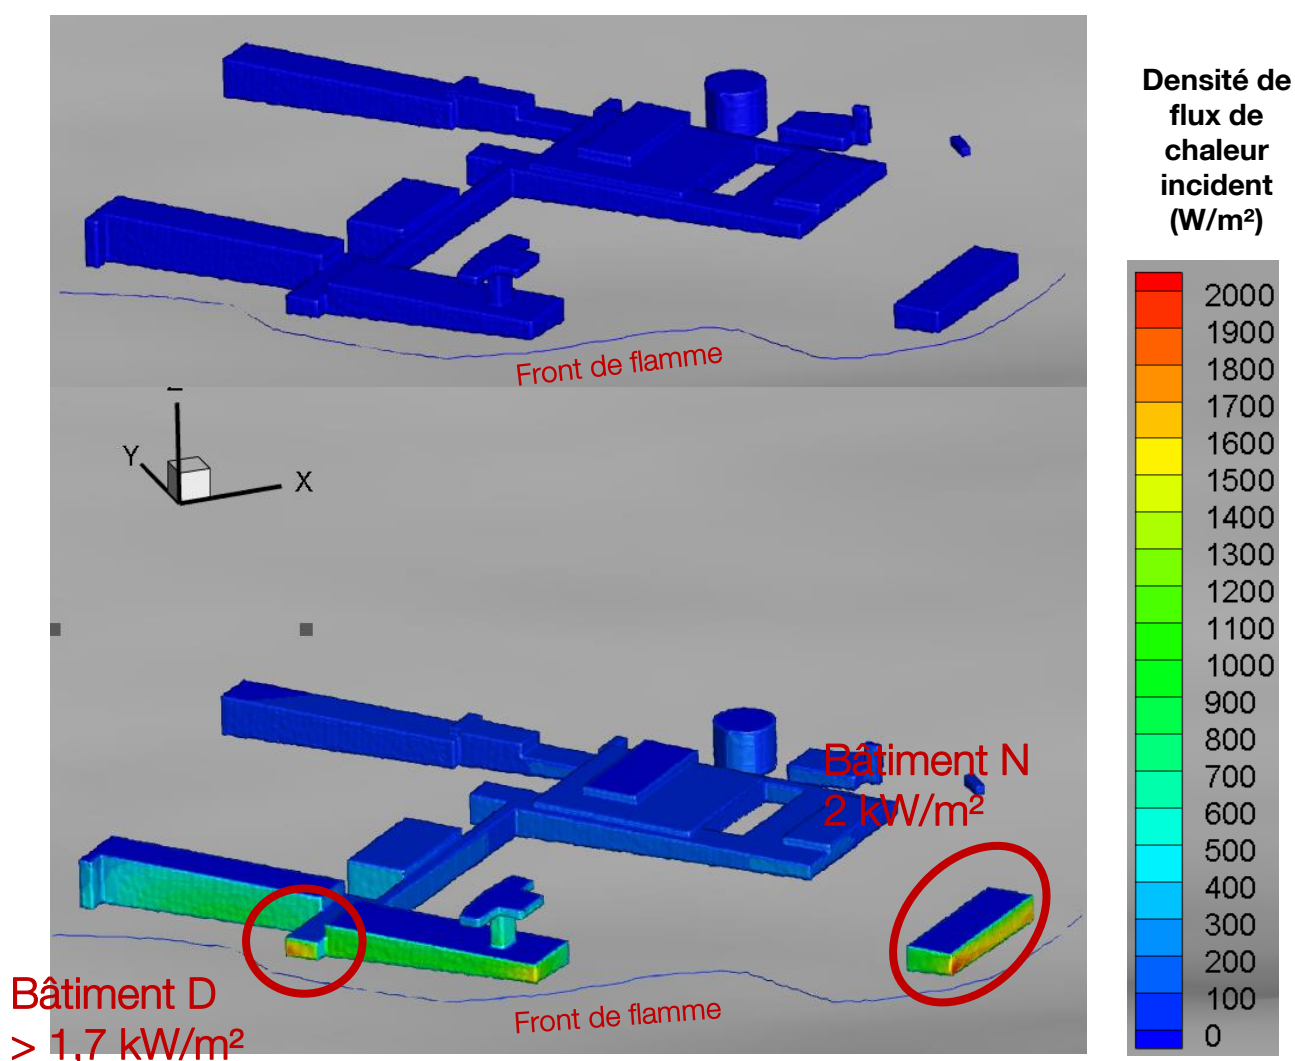 Densité de
flux de
chaleur
incident
(W/m²)
Front de flamme
Z
Y
X
2000
1900
1800
1700
1600
1500
1400
1300
1200
1100
1000
900
800
700
600
500
400
300
200
100
0
Bâtiment N
2 kW/m²
Bâtiment D
> 1,7 kW/m²
Front de flamme